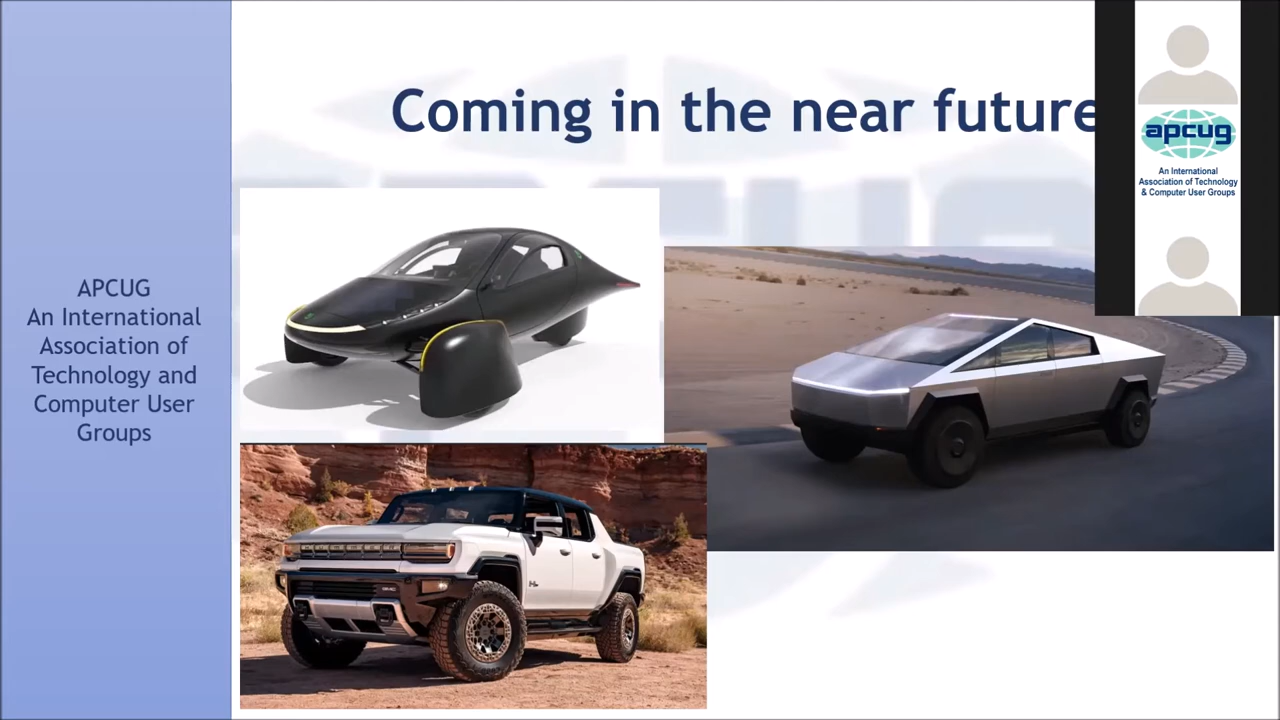 Coming in the near future
apcug
An International
Association of Technology
& Computer User Groups
APCUG
An International
Association of
Technology and
Computer User
Groups